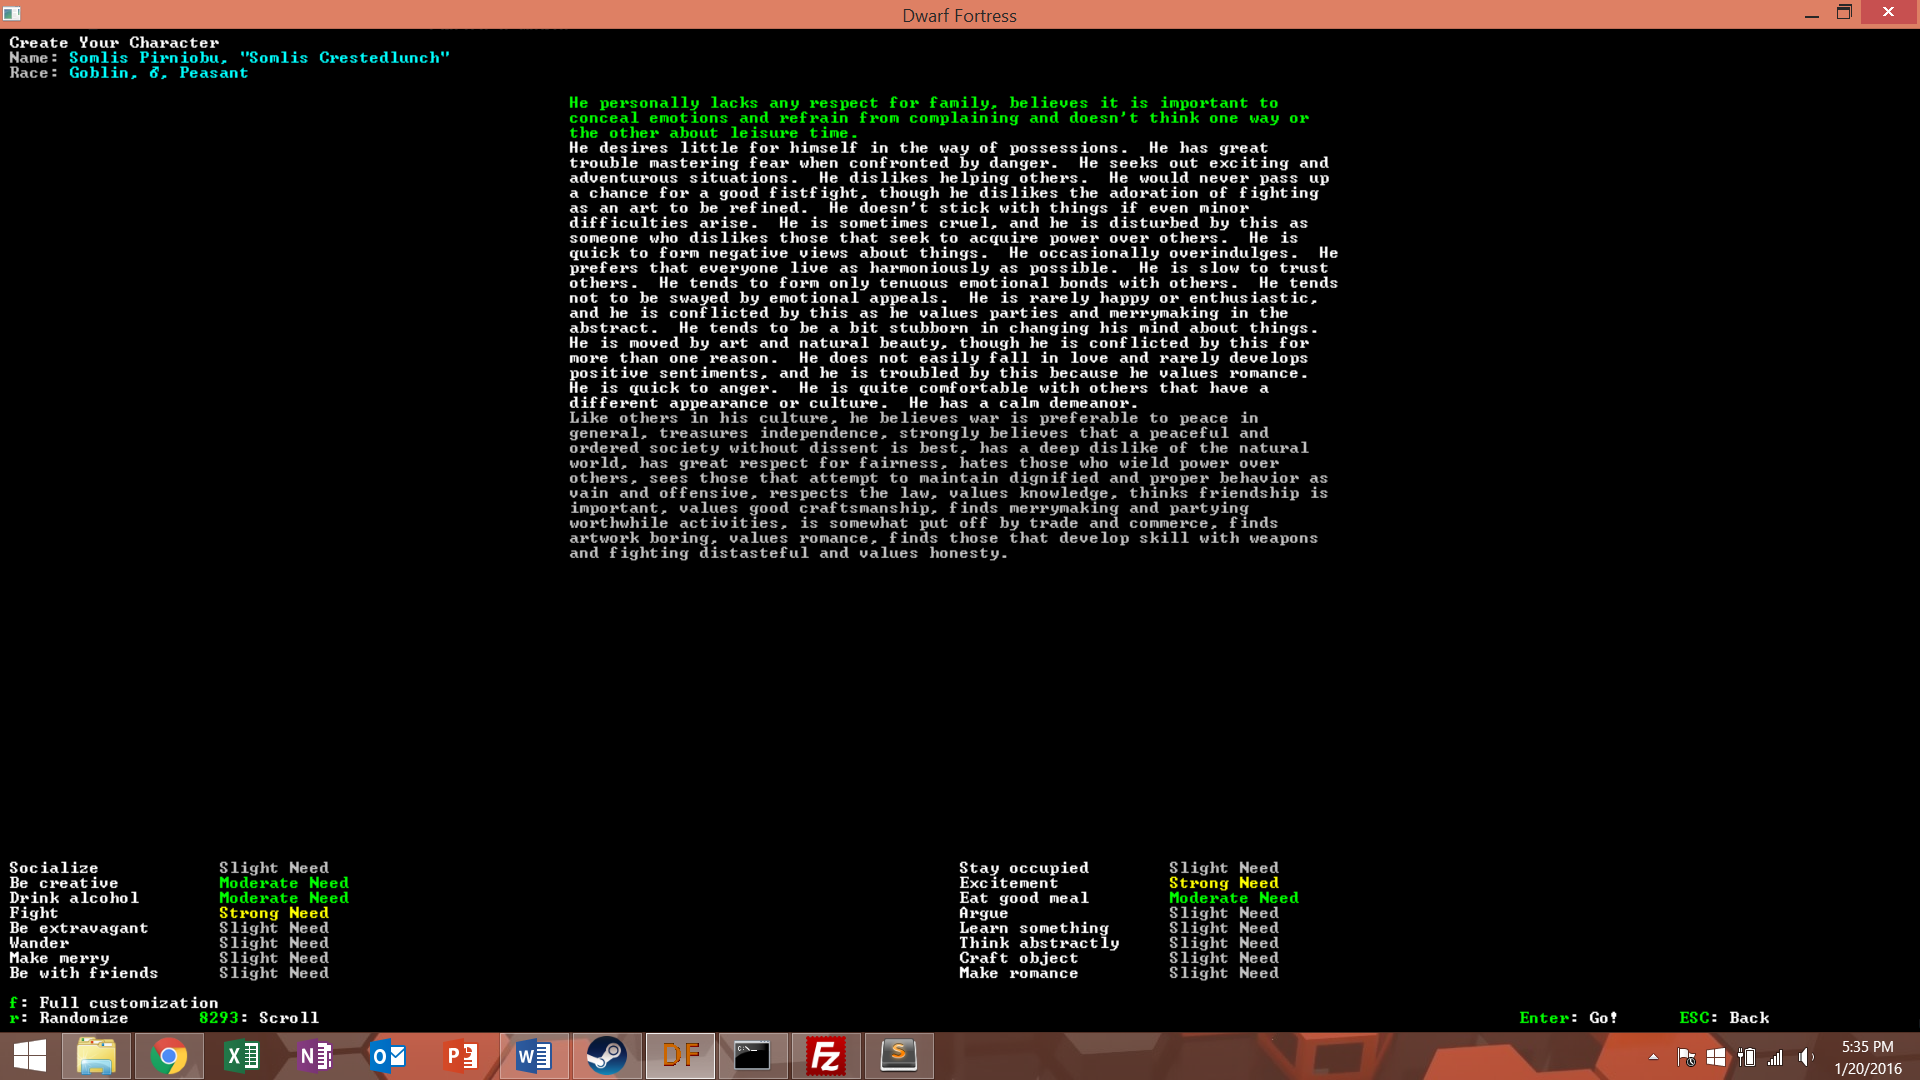 Dwarf Fortress
Create Your Character
Name: Somlis Pirniobu, "Somlis Crestedlunch"
Race: Goblin, ♂, Peasant
He personally lacks any respect for family, believes it is important to
conceal emotions and refrain from complaining and doesn't think one way or
the other about leisure time.
He desires little for himself in the way of possessions.  He has great
trouble mastering fear when confronted by danger.  He seeks out exciting and
adventurous situations.  He dislikes helping others.  He would never pass up
a chance for a good fistfight, though he dislikes the adoration of fighting
as an art to be refined.  He doesn't stick with things if even minor
difficulties arise.  He is sometimes cruel, and he is disturbed by this as
someone who dislikes those that seek to acquire power over others.  He is
quick to form negative views about things.  He occasionally overindulges.  He
prefers that everyone live as harmoniously as possible.  He is slow to trust
others.  He tends to form only tenuous emotional bonds with others.  He tends
not to be swayed by emotional appeals.  He is rarely happy or enthusiastic,
and he is conflicted by this as he values parties and merrymaking in the
abstract.  He tends to be a bit stubborn in changing his mind about things.
He is moved by art and natural beauty, though he is conflicted by this for
more than one reason.  He does not easily fall in love and rarely develops
positive sentiments, and he is troubled by this because he values romance.
He is quick to anger.  He is quite comfortable with others that have a
different appearance or culture.  He has a calm demeanor.
Like others in his culture, he believes war is preferable to peace in
general, treasures independence, strongly believes that a peaceful and
ordered society without dissent is best, has a deep dislike of the natural
world, has great respect for fairness, hates those who wield power over
others, sees those that attempt to maintain dignified and proper behavior as
vain and offensive, respects the law, values knowledge, thinks friendship is
important, values good craftsmanship, finds merrymaking and partying
worthwhile activities, is somewhat put off by trade and commerce, finds
artwork boring, values romance, finds those that develop skill with weapons
and fighting distasteful and values honesty.
Socialize Slight Need
Be creative Moderate Need
Drink alcohol Moderate Need
Fight Strong Need
Be extravagant Slight Need
Wander Slight Need
Make merry Slight Need
Be with friends Slight Need
Stay occupied Slight Need
Excitement Strong Need
Eat good meal Moderate Need
Argue Slight Need
Learn something Slight Need
Think abstractly Slight Need
Craft object Slight Need
Make romance Slight Need
f: Full customization
r: Randomize 8293: Scroll Enter: Go! ESC: Back
DF
5:35 PM
1/20/2016